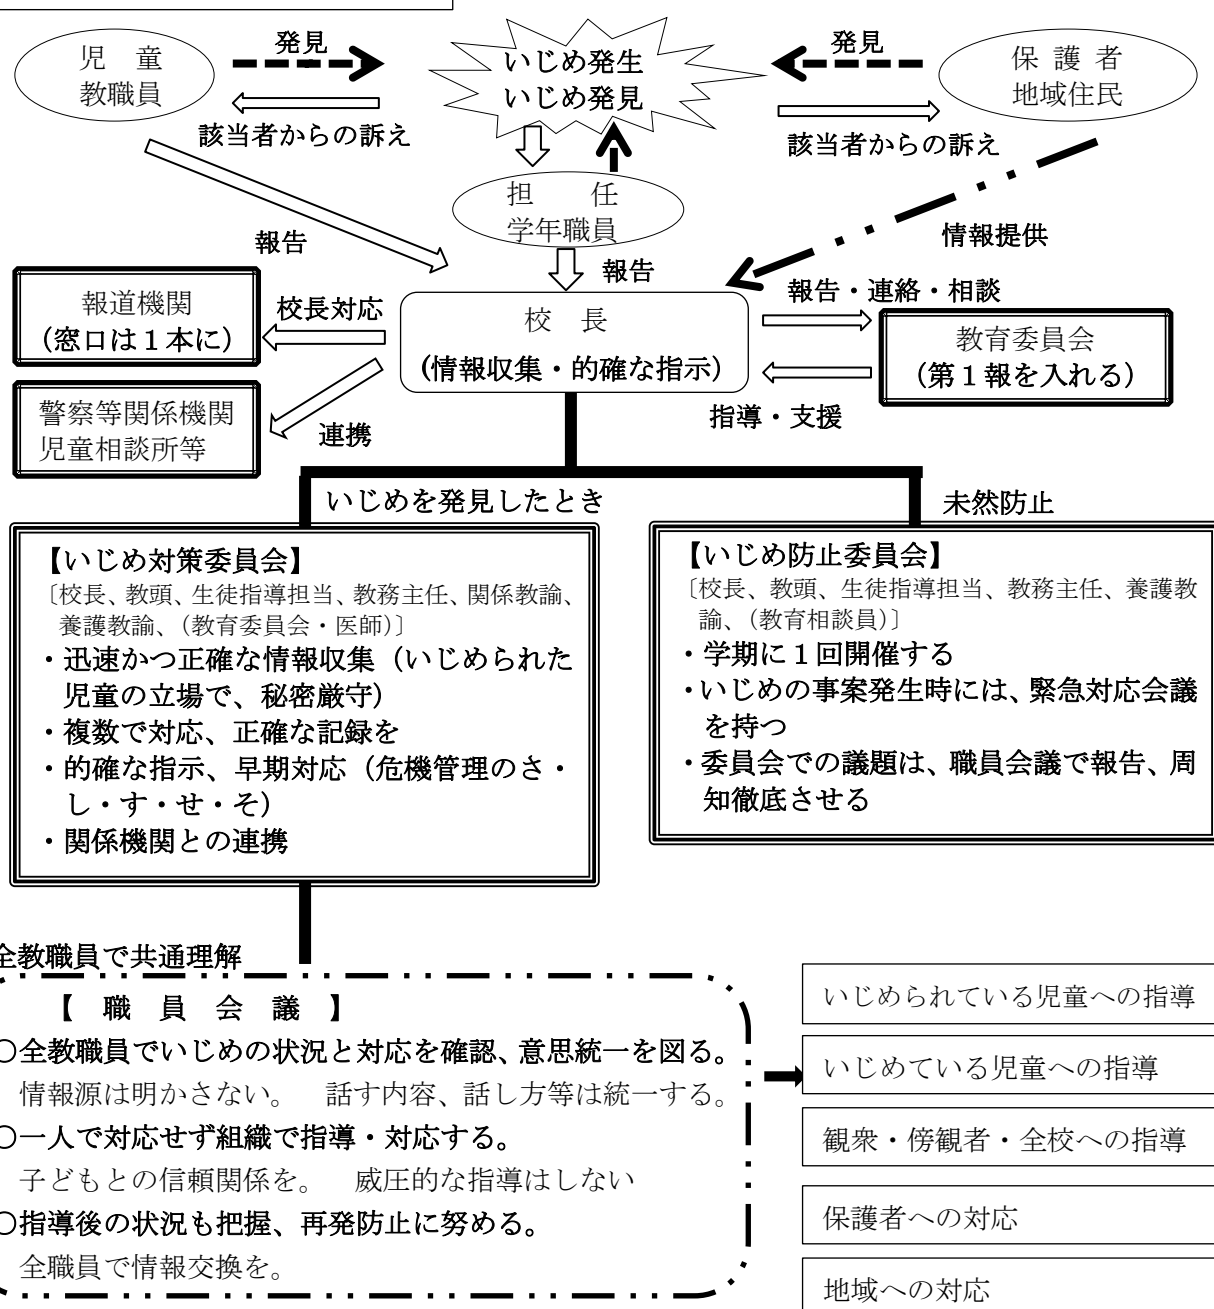 児　童
教職員
発見
いじめ発生
いじめ発見
発見
保 護 者
地域住民
該当者からの訴え
該当者からの訴え
担　　任
学年職員
報告
報告
情報提供
報道機関
(窓口は１本に)
校長対応
校　長
(情報収集・的確な指示)
報告・連絡・相談
教育委員会
(第１報を入れる)
指導・支援
警察等関係機関
児童相談所等
連携
いじめを発見したとき
未然防止
【いじめ対策委員会】
〔校長、教頭、生徒指導担当、教務主任、関係教諭、
養護教諭、（教育委員会・医師）〕
・迅速かつ正確な情報収集（いじめられた
児童の立場で、秘密厳守）
・複数で対応、正確な記録を
・的確な指示、早期対応（危機管理のさ・
し・す・せ・そ）
・関係機関との連携
【いじめ防止委員会】
〔校長、教頭、生徒指導担当、教務主任、養護教
諭、（教育相談員）〕
・学期に１回開催する
・いじめの事案発生時には、緊急対応会議
を持つ
・委員会での議題は、職員会議で報告、周
知徹底させる
全教職員で共通理解
【　職　員　会　議　】
○全教職員でいじめの状況と対応を確認、意思統一を図る。
情報源は明かさない。　話す内容、話し方等は統一する。
○一人で対応せず組織で指導・対応する。
子どもとの信頼関係を。　威圧的な指導はしない
○指導後の状況も把握、再発防止に努める。
全職員で情報交換を。
いじめられている児童への指導
いじめている児童への指導
観衆・傍観者・全校への指導
保護者への対応
地域への対応